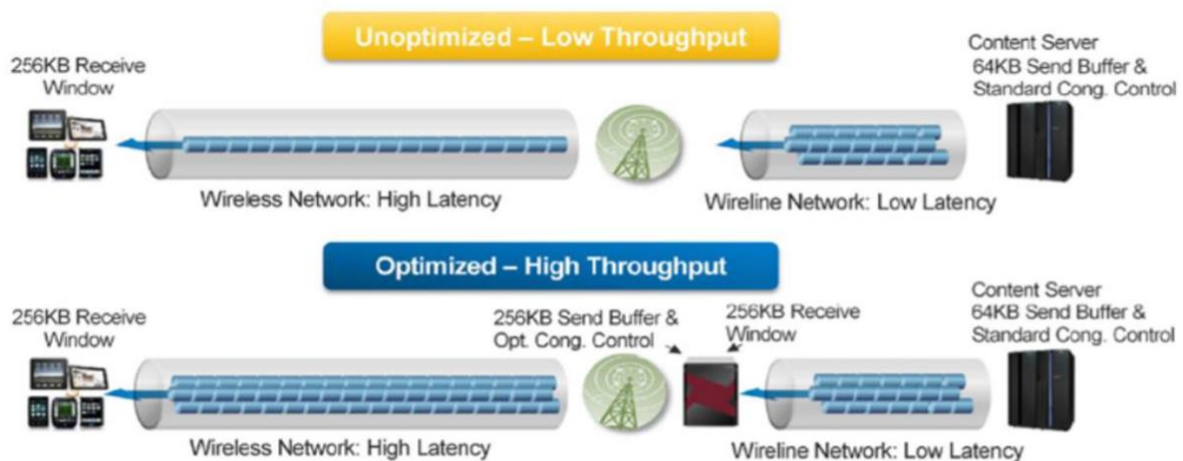 Unoptimized – Low Throughput
256KB Receive
Window
Content Server
64KB Send Buffer &
Standard Cong. Control
Wireless Network: High Latency
Wireline Network: Low Latency
Optimized – High Throughput
256KB Receive
Window
256KB Send Buffer &
Opt. Cong. Control
256KB Receive
Window
Content Server
64KB Send Buffer &
Standard Cong. Control
Wireless Network: High Latency
Wireline Network: Low Latency